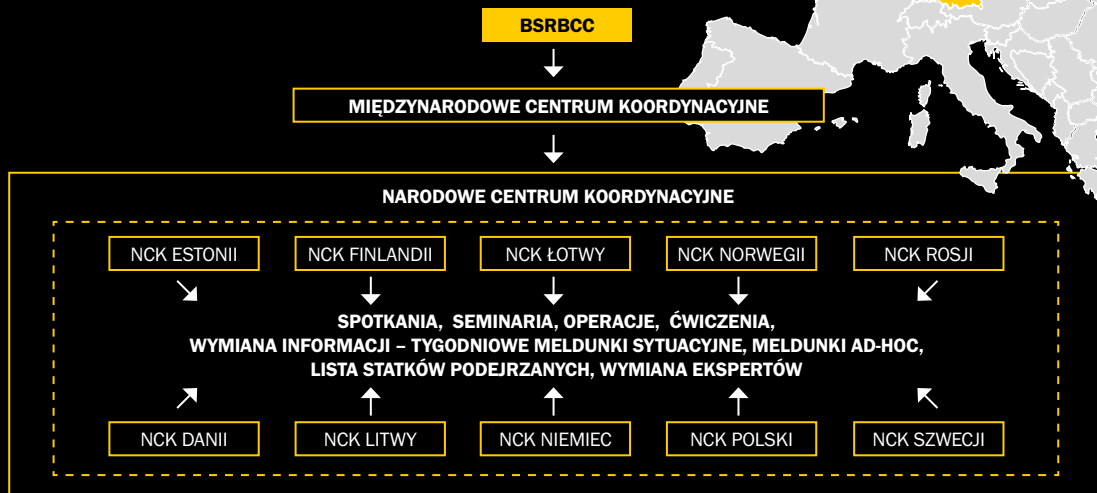 BSRBCC
MIĘDZYNARODOWE CENTRUM KOORDYNACYJNE
NARODOWE CENTRUM KOORDYNACYJNE
NCK ESTONII
NCK FINLANDII
NCK ŁOTWY
NCK NORWEGII
NCK ROSJI
SPOTKANIA, SEMINARIA, OPERACJE, ĆWICZENIA,
WYMIANA INFORMACJI – TYGODNIOWE MELDUNKI SYTUACYJNE, MELDUNKI AD-HOC,
LISTA STATKÓW PODEJRZANYCH, WYMIANA EKSPERTÓW
NCK DANII
NCK LITWY
NCK NIEMIEC
NCK POLSKI
NCK SZWECJI